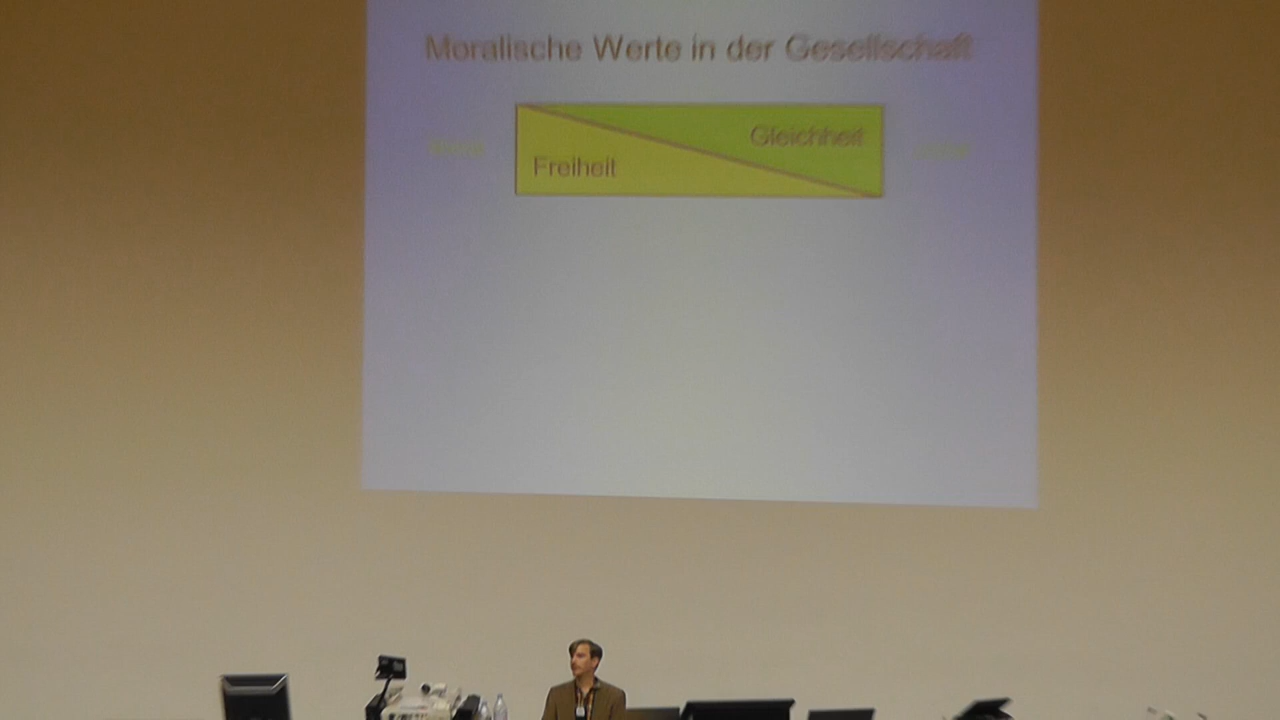 Moralische Werte in der Gesellschaft
Gleichheit
Freiheit